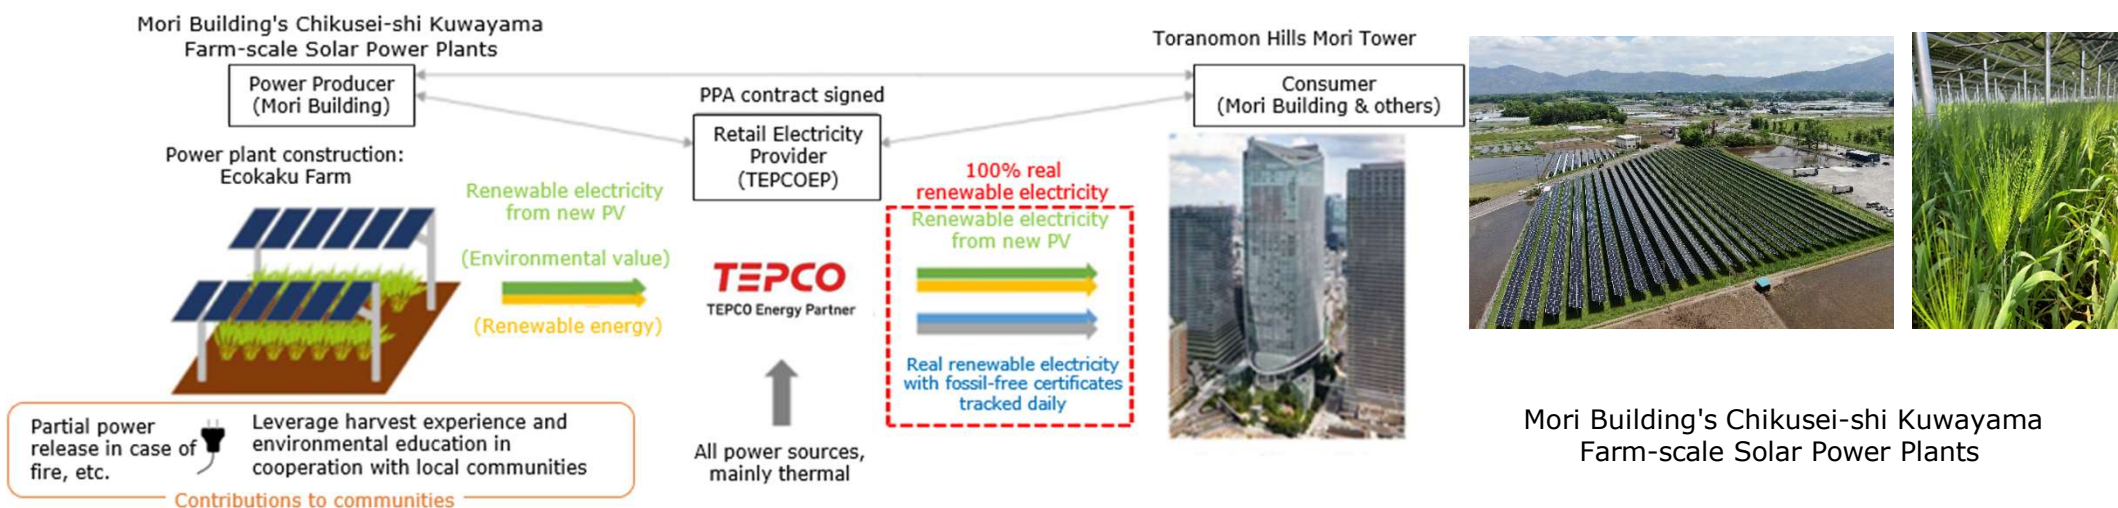 Mori Building's Chikusei-shi Kuwayama
Farm-scale Solar Power Plants
Power Producer
(Mori Building)
Power plant construction:
Ecokaku Farm
Renewable electricity
from new PV
(Environmental value)
(Renewable energy)
PPA contract signed
Retail Electricity
Provider
(TEPCOEP)
TEPCO
TEPCO Energy Partner
All power sources,
mainly thermal
100% real
renewable electricity
Renewable electricity
from new PV
Real renewable electricity
with fossil-free certificates
tracked daily
Toranomon Hills Mori Tower
Consumer
(Mori Building & others)
Partial power
release in case of
fire, etc.
Leverage harvest experience and
environmental education in
cooperation with local communities
Contributions to communities
Mori Building's Chikusei-shi Kuwayama
Farm-scale Solar Power Plants